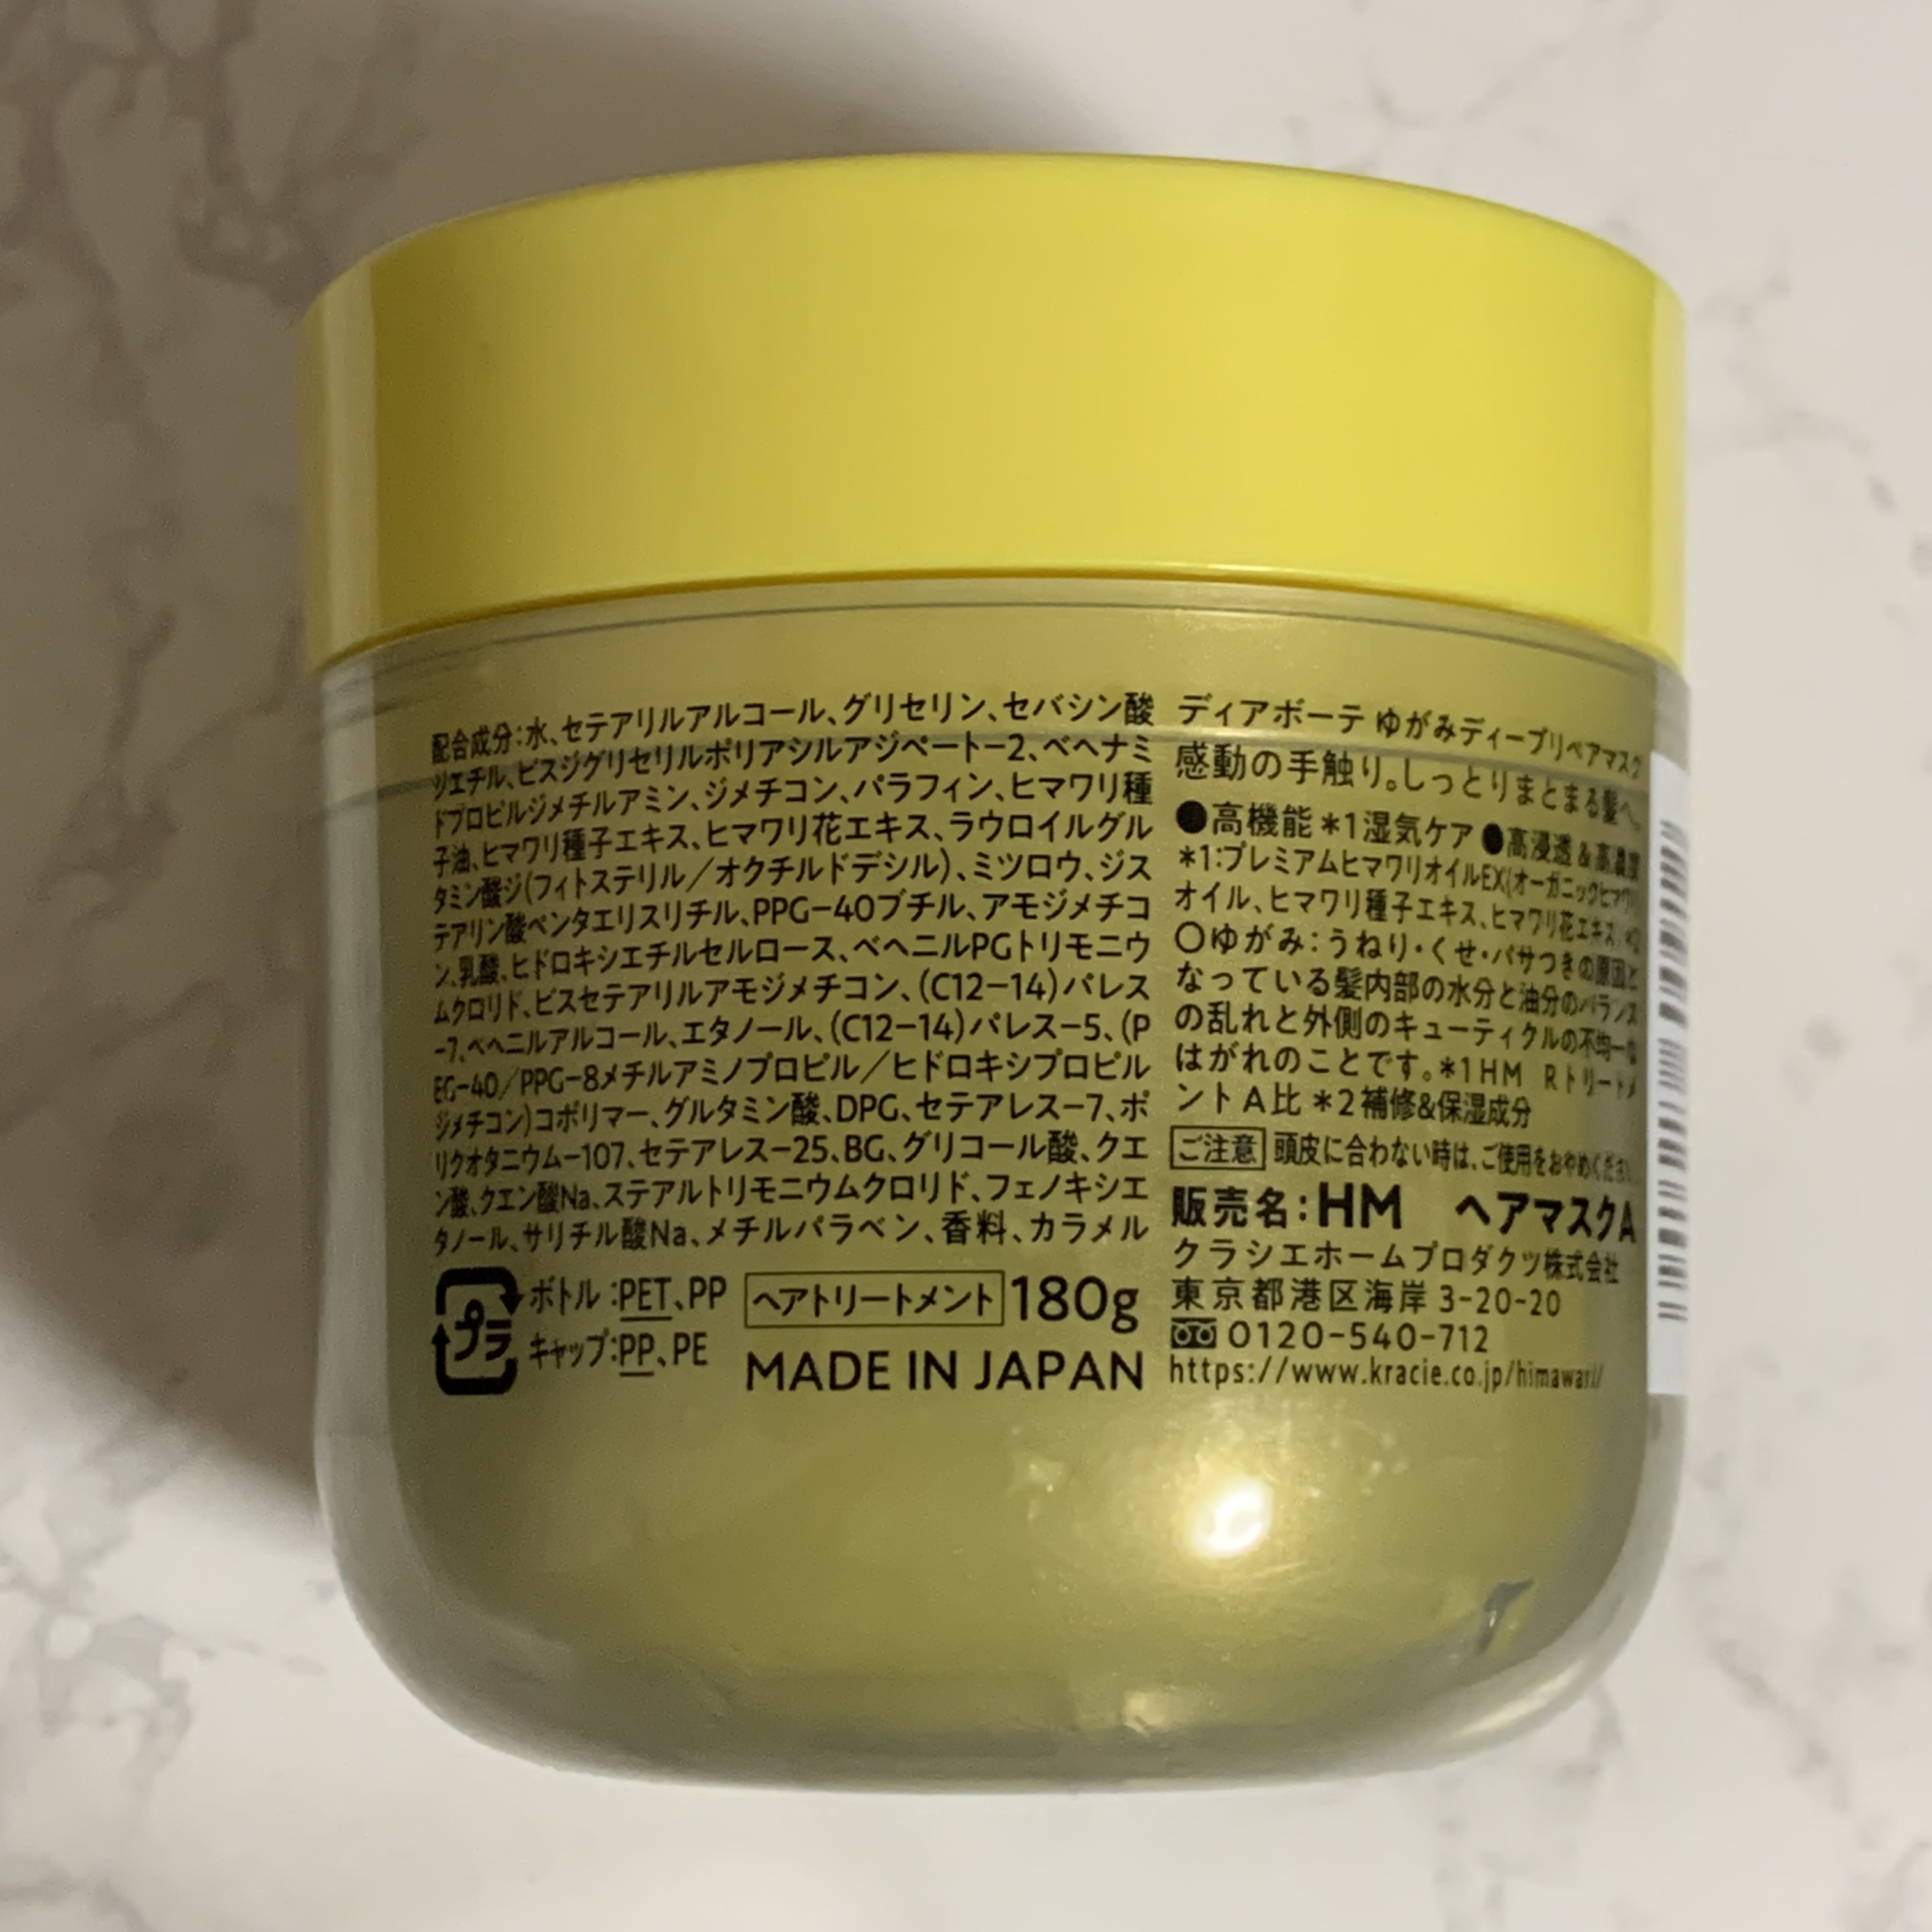 配合成分:水、セテアリルアルコール、グリセリン、セバシン酸
ジエチル、ビスジグリセリルポリアシルアジペート−2、ベヘナミ
ドプロピルジメチルアミン、ジメチコン、パラフィン、ヒマワリ種
子油、ヒマワリ種子エキス、ヒマワリ花エキス、ラウロイルグル
タミン酸ジ(フィトステリル/オクチルドデシル)、ミツロウ、ジス
テアリン酸ペンタエリスリチル、PPG−40ブチル、アモジメチコ
ン、乳酸、ヒドロキシエチルセルロース、ベヘニルPGトリモニウ
ムクロリド、ビスセテアリルアモジメチコン、(C12−14)パレス
−7、ベヘニルアルコール、エタノール、(C12−14)パレス−5、(P
EG−40/PPG−8メチルアミノプロピル/ヒドロキシプロピル
ジメチコン)コポリマー、グルタミン酸、DPG、セテアレス−7、ポ
リクオタニウム−107、セテアレス−25、BG、グリコール酸、クエ
ン酸、クエン酸Na、ステアルトリモニウムクロリド、フェノキシエ
タノール、サリチル酸Na、メチルパラベン、香料、カラメル
プラ
ボトル:PET、PP
キャップ:PP、PE
ヘアトリートメント 180g
MADE IN JAPAN
ディアボーテ ゆがみディープリペアマスク
感動の手触り。しっとりまとまる髪へ。
●高機能*1湿気ケア ●高浸透&高濃度
*1:プレミアムヒマワリオイルEX(オーガニックヒマワリ
オイル、ヒマワリ種子エキス、ヒマワリ花エキス
〇ゆがみ:うねり・くせ・パサつきの原因と
なっている髪内部の水分と油分のバランス
の乱れと外側のキューティクルの不均一な
はがれのことです。*1HM Rトリートメ
ントA比 *2補修&保湿成分
ご注意 頭皮に合わない時は、ご使用をおやめください。
販売名:HM ヘアマスクA
クラシエホームプロダクツ株式会社
東京都港区海岸 3-20-20
0120-540-712
https://www.kracie.co.jp/himawari/